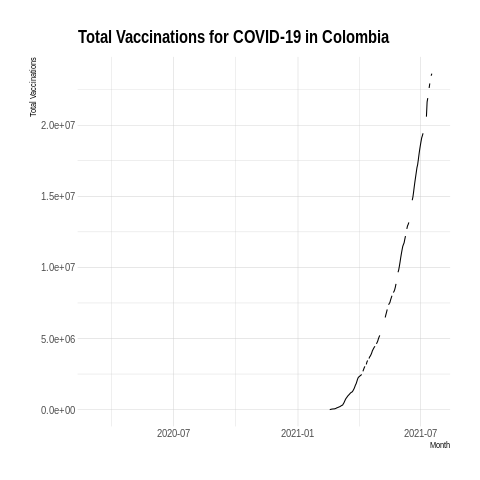 Total Vaccinations for COVID-19 in Colombia
Total Vaccinations
2.0e+07
1.5e+07
1.0e+07
5.0e+06
0.0e+00
2020-07
2021-01
2021-07
Month